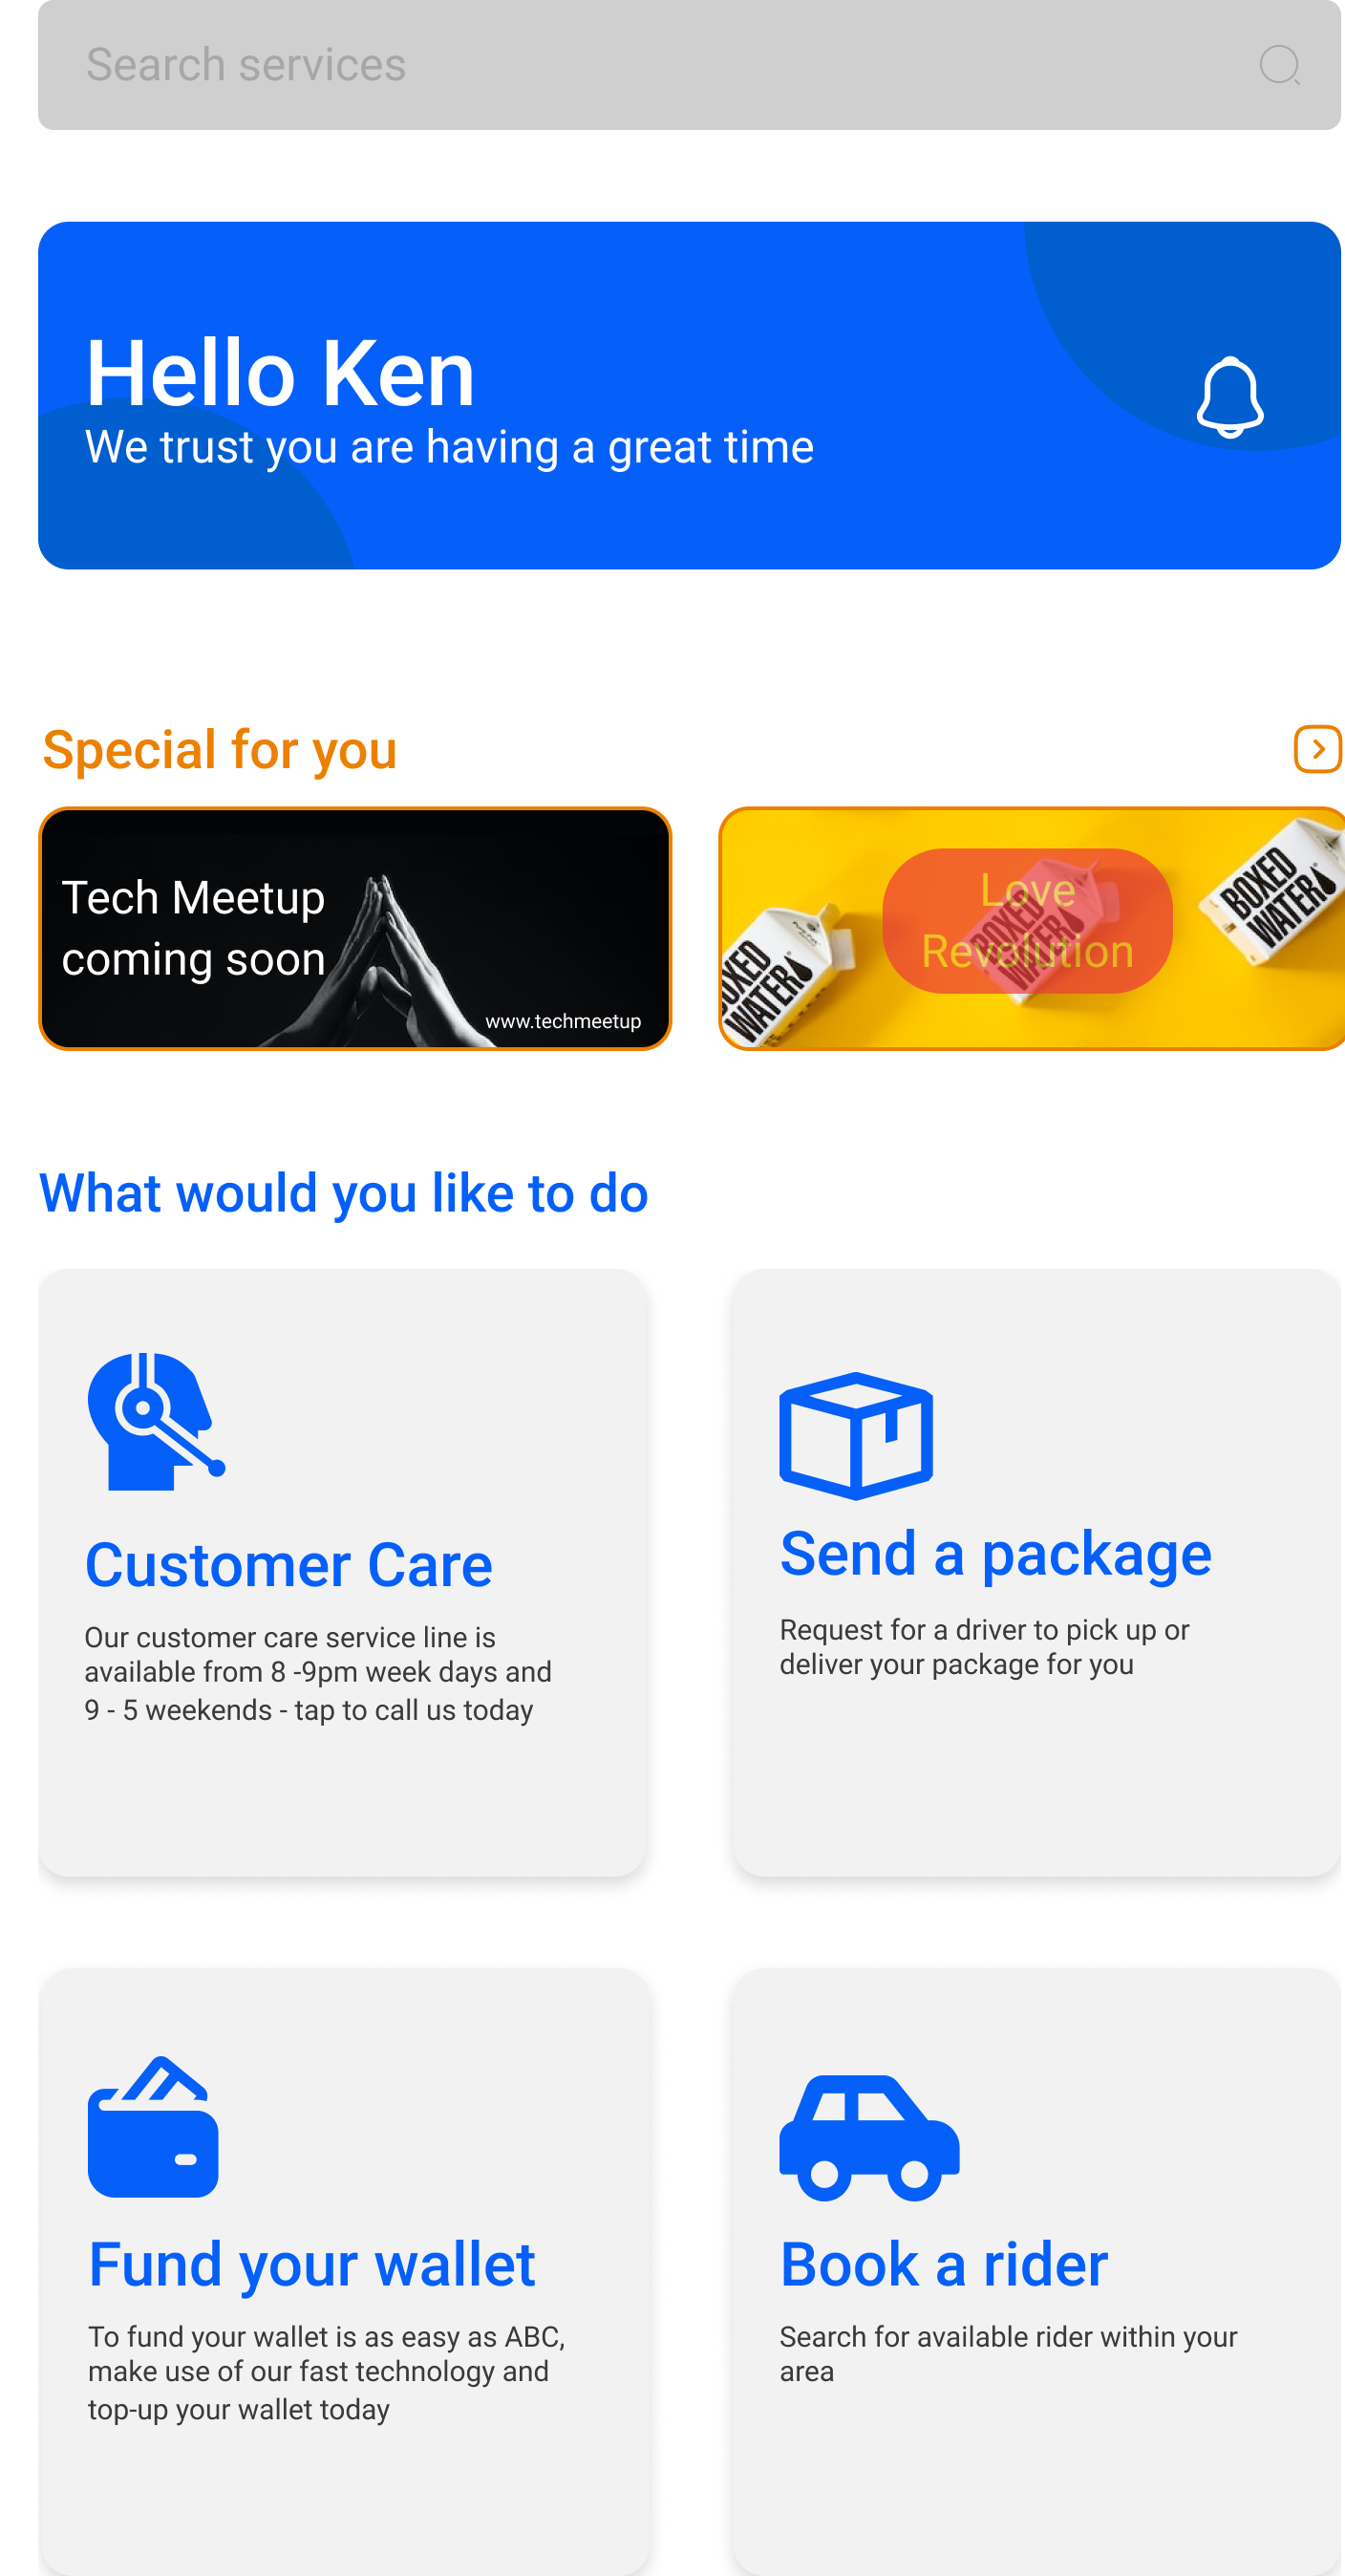 Search services
Hello Ken
We trust you are having a great time
Special for you
Tech Meetup
coming soon
www.techmeetup
Love
Revolution
BOXED
WATER
BOXED
WATER
BOXED
WATER
What would you like to do
Customer Care
Our customer care service line is
available from 8 -9pm week days and
9 - 5 weekends - tap to call us today
Send a package
Request for a driver to pick up or
deliver your package for you
Fund your wallet
To fund your wallet is as easy as ABC,
make use of our fast technology and
top-up your wallet today
Book a rider
Search for available rider within your
area